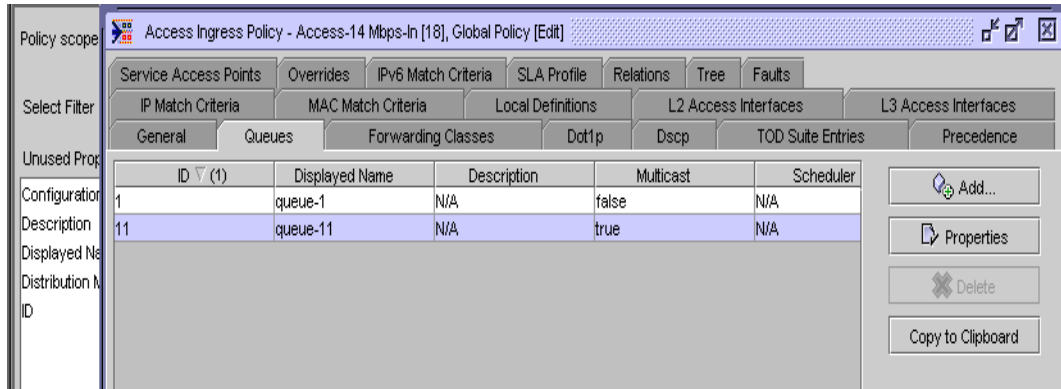 Access Ingress Policy - Access-14 Mbps-In [18], Global Policy [Edit]
Policy scope
Select Filter
Unused Prop
Configuration
Description
Displayed Na
Distribution M
ID
Service Access Points Overrides IPv6 Match Criteria SLA Profile Relations Tree Faults
IP Match Criteria MAC Match Criteria Local Definitions L2 Access Interfaces L3 Access Interfaces
General Queues Forwarding Classes Dot1p Dscp TOD Suite Entries Precedence
ID (1) Displayed Name Description Multicast Scheduler
1 queue-1 N/A false N/A
11 queue-11 N/A true N/A
Add...
Properties
Delete
Copy to Clipboard